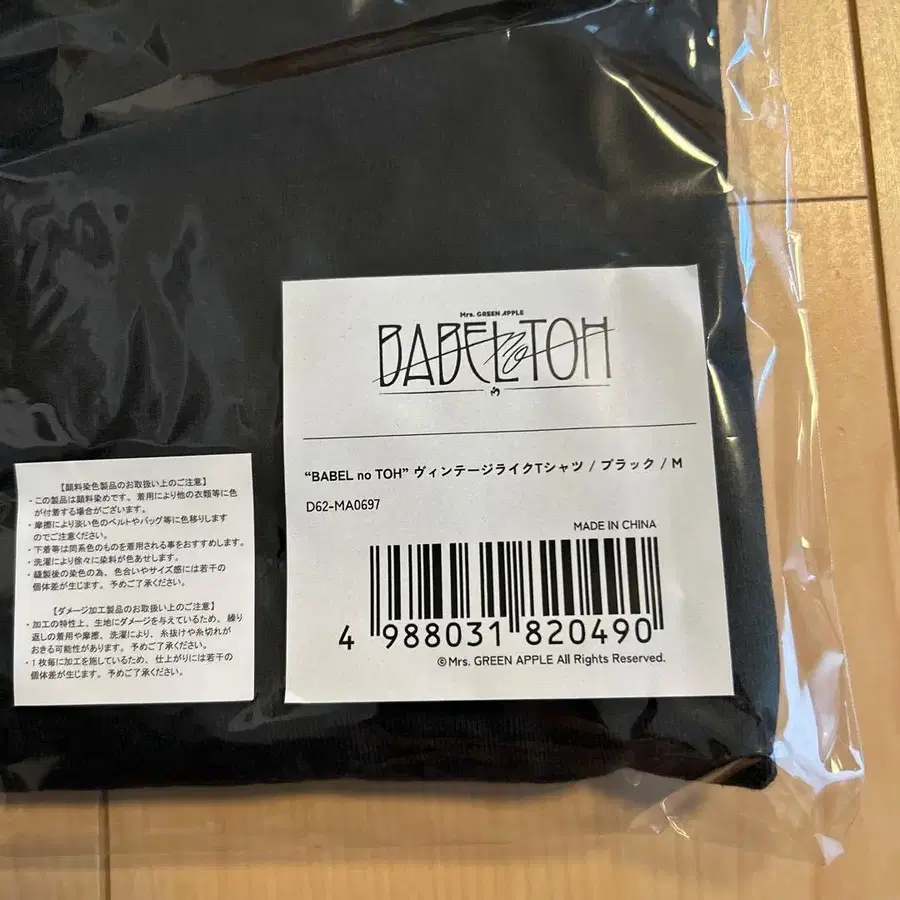 Mrs. GREEN APPLE
BABEL no TOH
“BABEL no TOH” ヴィンテージライクTシャツ / ブラック / M
D62-MA0697
MADE IN CHINA
4 988031 820490
©Mrs. GREEN APPLE All Rights Reserved.
【顔料染色製品のお取扱い上のご注意】
・この製品は顔料染めです。着用により他の衣類等に色
が付着する場合がございます。
・摩擦により淡い色のベルトやバッグ等に色移りします
のでご注意ください。
・下着等は同系色のものを着用される事をおすすめします。
・洗濯により徐々に染料が色あせします。
・縫製後の染色の為、色合いやサイズ感には若干の
個体差が生じます。予めご了承ください。
【ダメージ加工製品のお取扱い上のご注意】
・加工の特性上、生地にダメージを与えているため、繰り
返しの着用や摩擦、洗濯により、糸抜けや糸切れが
おきる可能性があります。予めご了承ください。
・1枚毎に加工を施しているため、仕上がりには若干の
個体差が生じます。予めご了承ください。